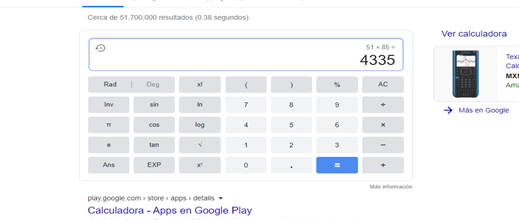 Cerca de 51,700,000 resultados (0.38 segundos)
51 × 85 =
4335
Rad | Deg x! ( ) % AC
Inv sin ln 7 8 9 ÷
π cos log 4 5 6 ×
e tan √ 1 2 3 −
Ans EXP xʸ 0 . = +
Más información
play.google.com › store › apps › details
Calculadora - Apps en Google Play
Ver calculadora
Texa
Calc
MXN
Ama
Más en Google